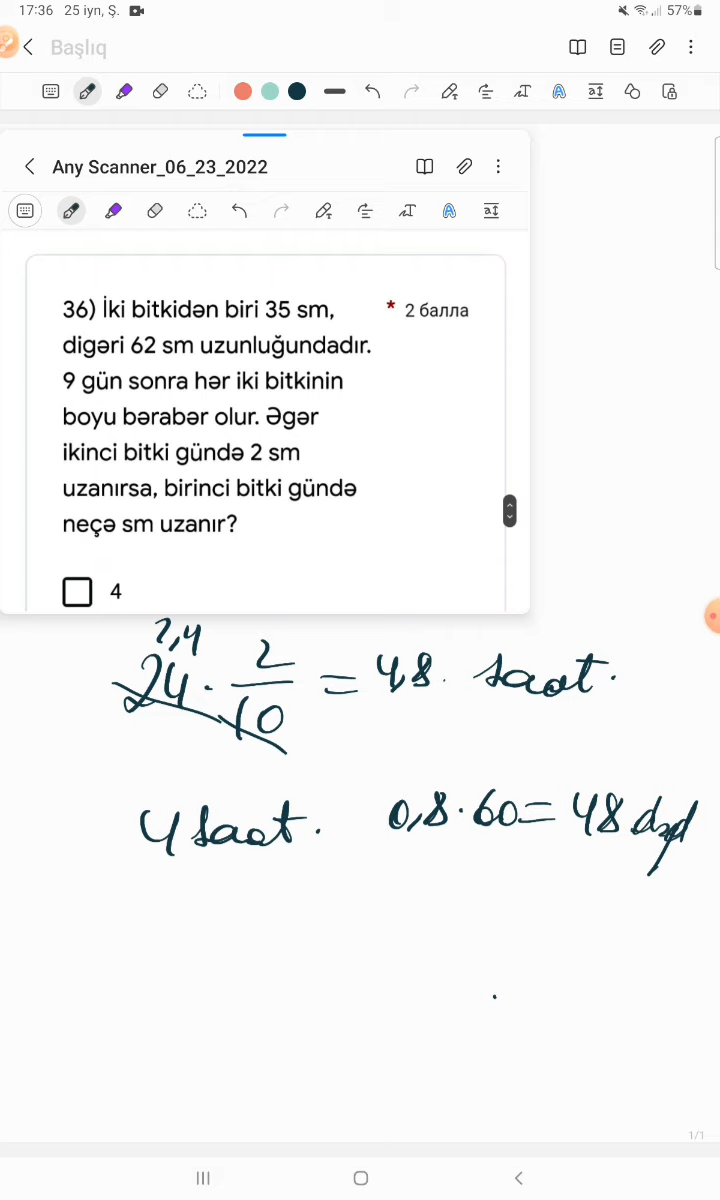 17:36 25 iyn, Ş. 57%
Başlıq
Any Scanner_06_23_2022
36) İki bitkidən biri 35 sm, * 2 балла
digəri 62 sm uzunluğundadır.
9 gün sonra hər iki bitkinin
boyu bərabər olur. Əgər
ikinci bitki gündə 2 sm
uzanırsa, birinci bitki gündə
neçə sm uzanır?
4
2,4
24 · 2/10 = 4,8 saat.
4 saat. 0,8 · 60 = 48 dəq
1/1